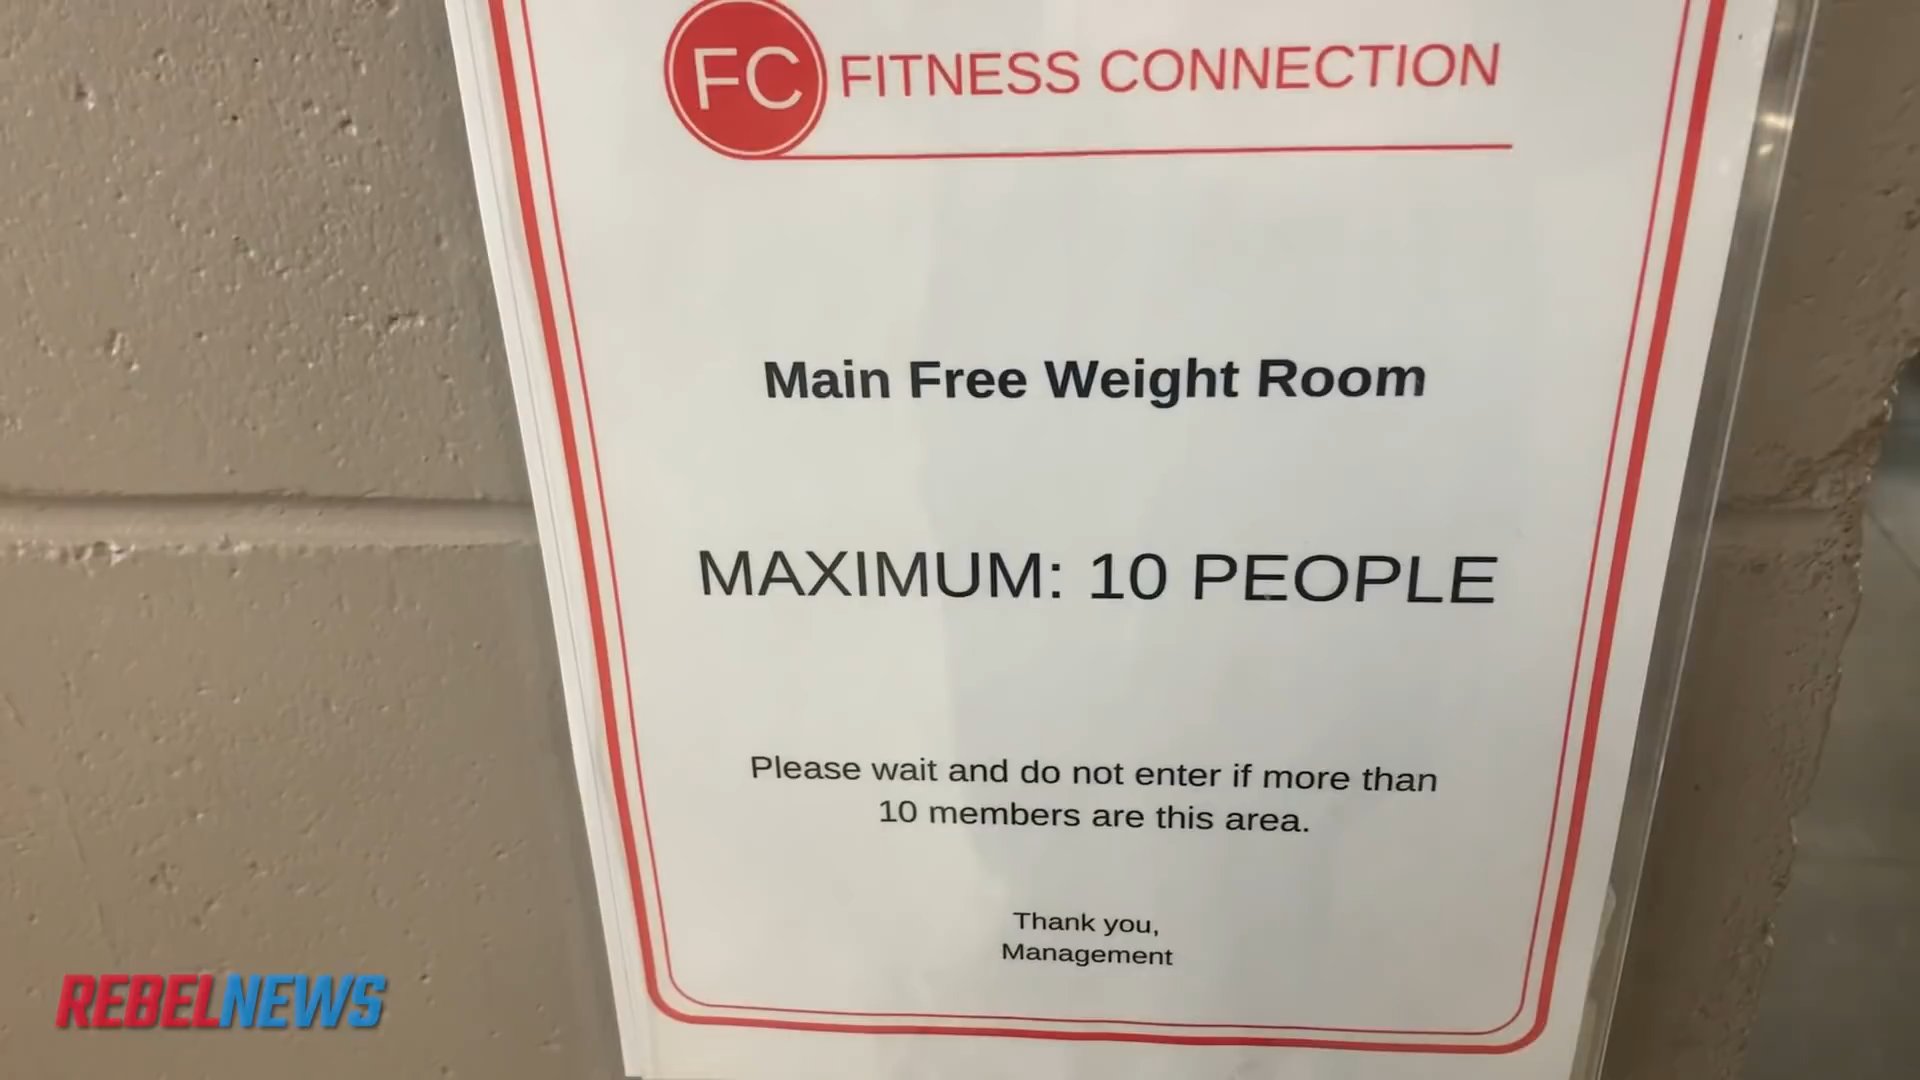 FC FITNESS CONNECTION
Main Free Weight Room
MAXIMUM: 10 PEOPLE
Please wait and do not enter if more than
10 members are this area.
Thank you,
Management
REBELNEWS